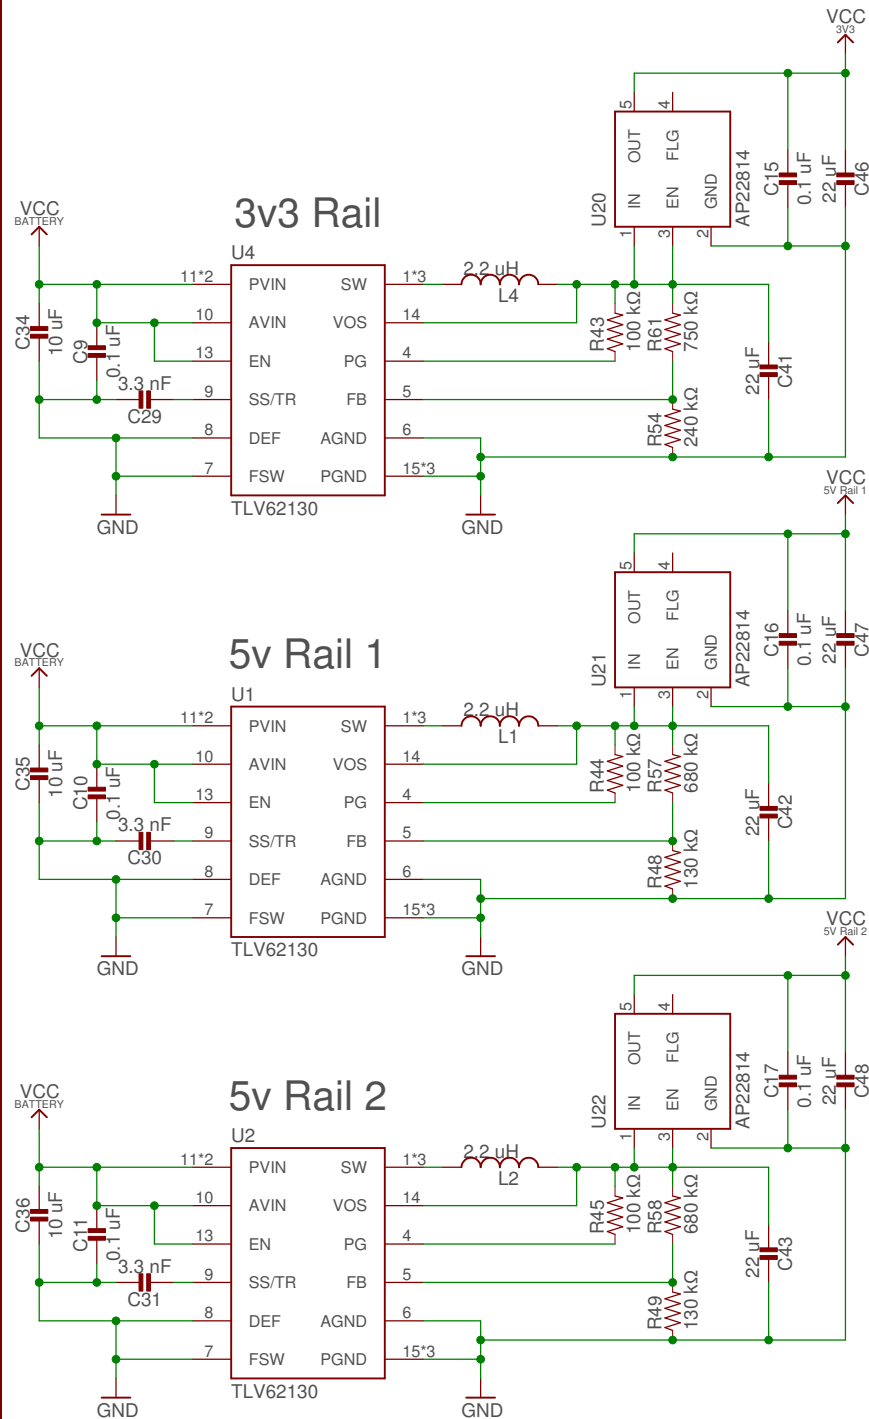 VCC
3V3
5
4
OUT
FLG
IN
EN
GND
U20
AP22814
1
3
2
C15
0.1 uF
22 uF
C46
3v3 Rail
VCC
BATTERY
U4
11*2
PVIN
SW
1*3
2.2 uH
L4
10
AVIN
VOS
14
13
EN
PG
4
9
SS/TR
FB
5
8
DEF
AGND
6
7
FSW
PGND
15*3
TLV62130
C34
10 uF
C9
0.1 uF
3.3 nF
C29
R43
100 kΩ
R61
750 kΩ
R54
240 kΩ
22 uF
C41
GND
GND
VCC
5V Rail 1
5
4
OUT
FLG
IN
EN
GND
U21
AP22814
1
3
2
C16
0.1 uF
22 uF
C47
5v Rail 1
VCC
BATTERY
U1
11*2
PVIN
SW
1*3
2.2 uH
L1
10
AVIN
VOS
14
13
EN
PG
4
9
SS/TR
FB
5
8
DEF
AGND
6
7
FSW
PGND
15*3
TLV62130
C35
10 uF
C10
0.1 uF
3.3 nF
C30
R44
100 kΩ
R57
680 kΩ
R48
130 kΩ
22 uF
C42
GND
GND
VCC
5V Rail 2
5
4
OUT
FLG
IN
EN
GND
U22
AP22814
1
3
2
C17
0.1 uF
22 uF
C48
5v Rail 2
VCC
BATTERY
U2
11*2
PVIN
SW
1*3
2.2 uH
L2
10
AVIN
VOS
14
13
EN
PG
4
9
SS/TR
FB
5
8
DEF
AGND
6
7
FSW
PGND
15*3
TLV62130
C36
10 uF
C11
0.1 uF
3.3 nF
C31
R45
100 kΩ
R58
680 kΩ
R49
130 kΩ
22 uF
C43
GND
GND